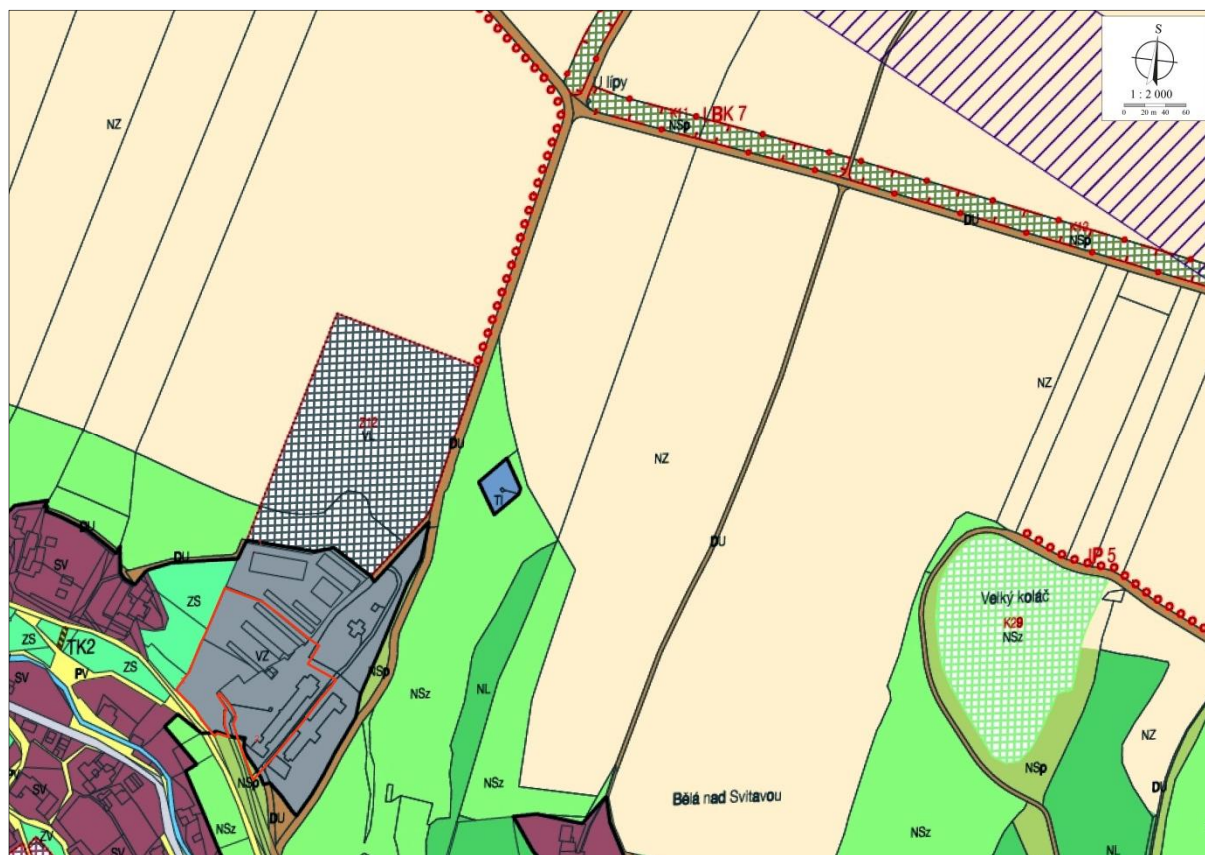 S
1 : 2 000
0 20 m 40 60
U lípy
K11 LBK 7
NSp
NZ
DU
K12
NSp
NZ
Z12
VL
DU
NZ
TI
DU
IP 5
DU
SV
DU
ZS
Velký koláč
K29
NSz
ZS
TK2
ZS
VZ
NSp
NSz
NL
SV
PV
NZ
NSp
NSz
DU
SV
NSp
NSz
DU
Bělá nad Svitavou
NSz
ZV
SV
NL